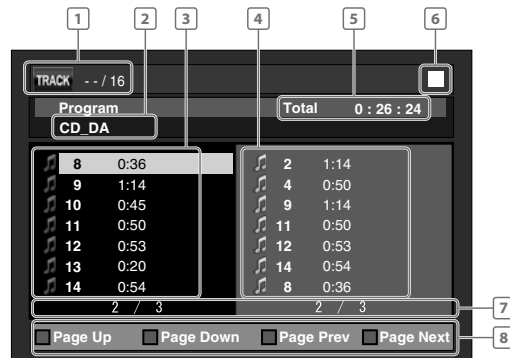 1 2 3 4 5 6
TRACK - - / 16
Program Total 0 : 26 : 24
CD_DA
8 0:36 2 1:14
9 1:14 4 0:50
10 0:45 9 1:14
11 0:50 11 0:50
12 0:53 12 0:53
13 0:20 14 0:54
14 0:54 8 0:36
2 / 3 2 / 3 7
Page Up Page Down Page Prev Page Next 8